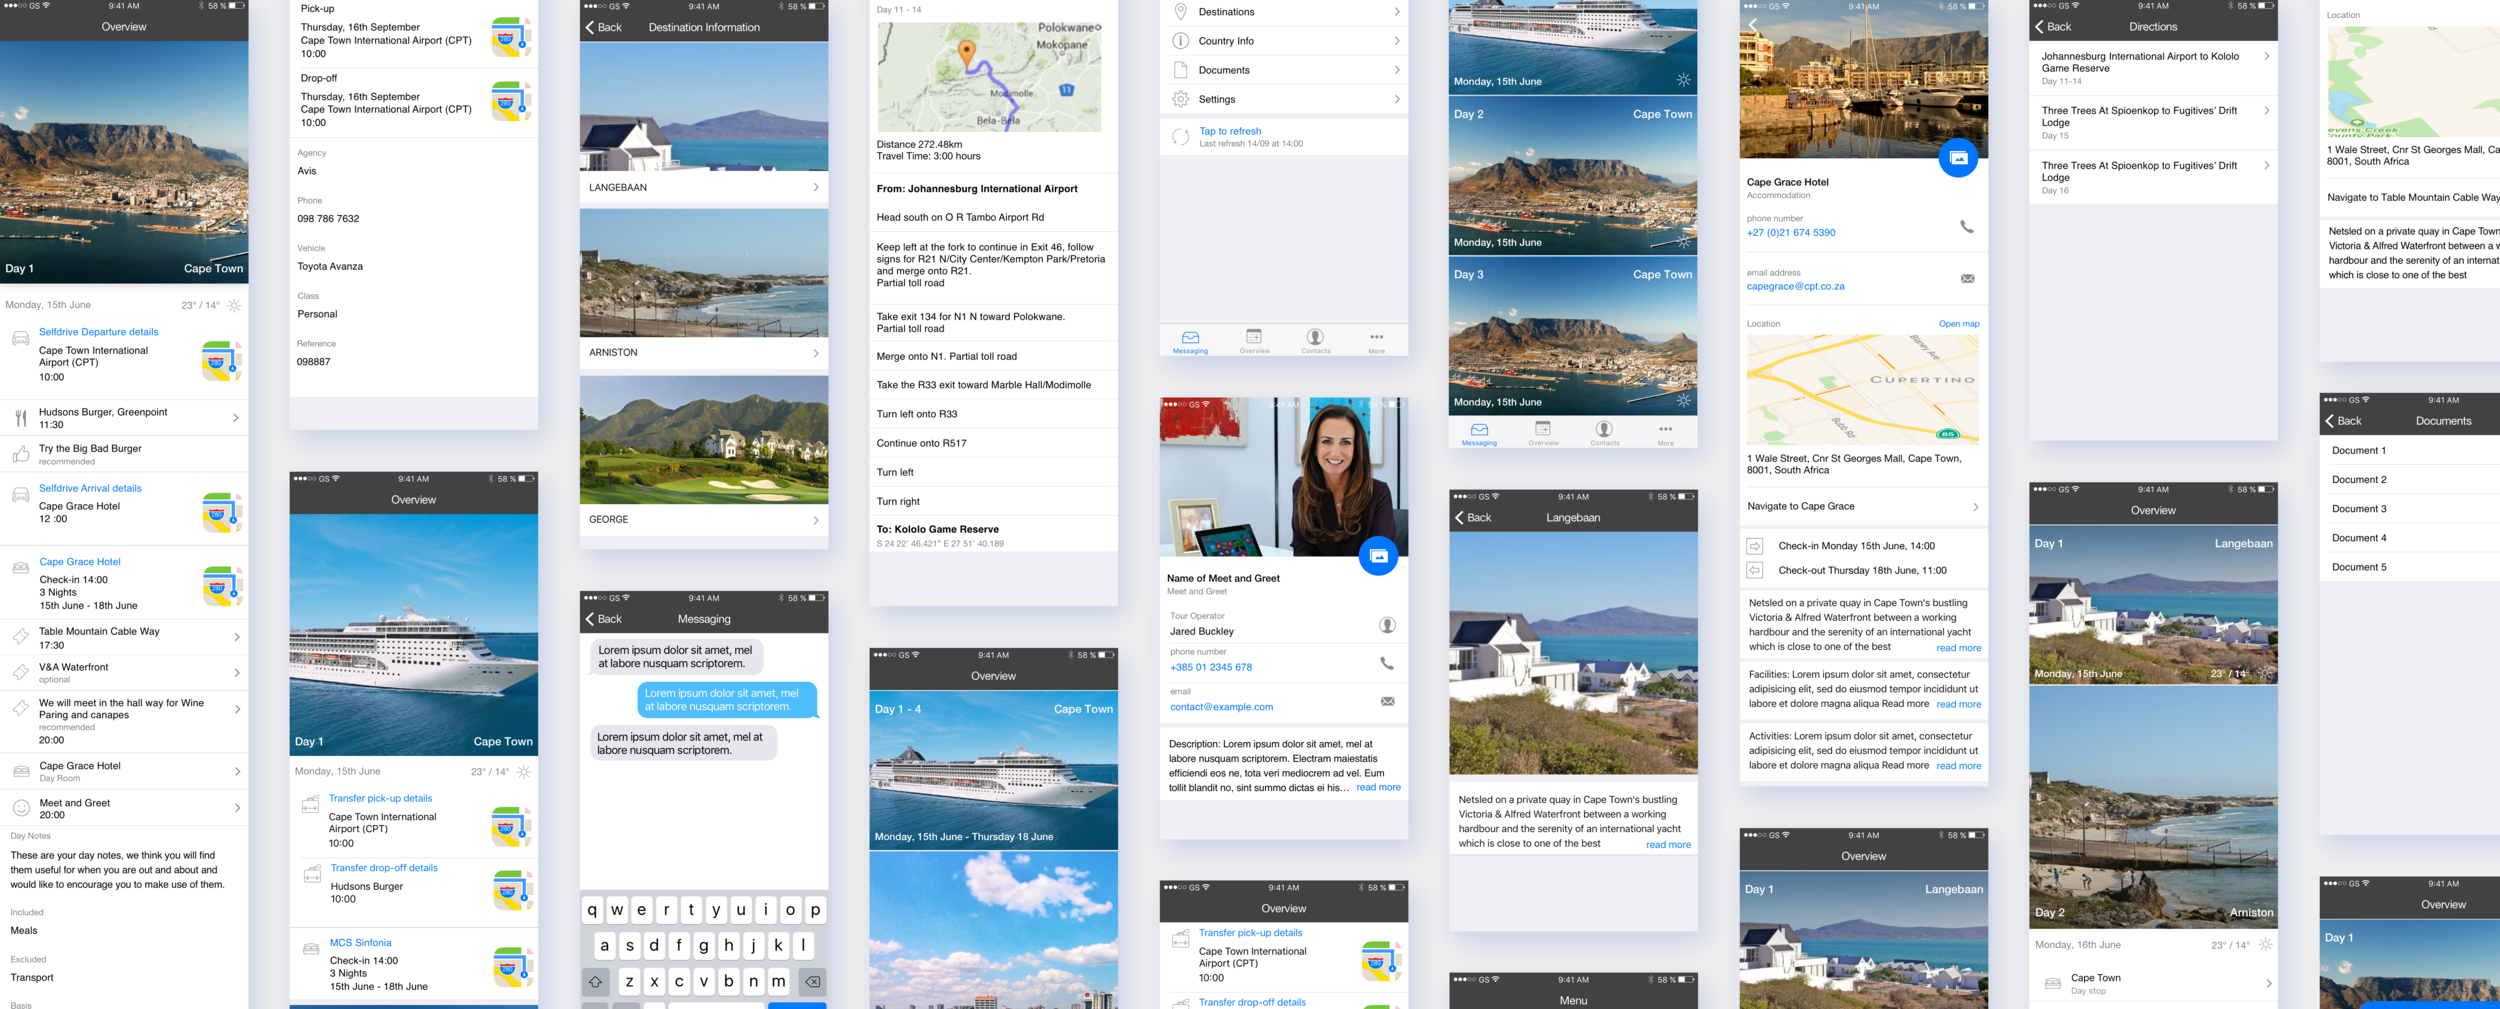 GS 9:41 AM 58 %
Overview
Day 1 Cape Town
Monday, 15th June 23° / 14°
Selfdrive Departure details
Cape Town International
Airport (CPT)
10:00
Hudsons Burger, Greenpoint
11:30
Try the Big Bad Burger
recommended
Selfdrive Arrival details
Cape Grace Hotel
12 :00
Cape Grace Hotel
Check-in 14:00
3 Nights
15th June - 18th June
Table Mountain Cable Way
17:30
V&A Waterfront
optional
We will meet in the hall way for Wine
Paring and canapes
recommended
20:00
Cape Grace Hotel
Day Room
Meet and Greet
20:00
Day Notes
These are your day notes, we think you will find
them useful for when you are out and about and
would like to encourage you to make use of them.
Included
Meals
Excluded
Transport
Basis
Pick-up
Thursday, 16th September
Cape Town International Airport (CPT)
10:00
Drop-off
Thursday, 16th September
Cape Town International Airport (CPT)
10:00
Agency
Avis
Phone
098 786 7632
Vehicle
Toyota Avanza
Class
Personal
Reference
098887
GS 9:41 AM 58 %
Overview
Day 1 Cape Town
Monday, 15th June 23° / 14°
Transfer pick-up details
Cape Town International
Airport (CPT)
10:00
Transfer drop-off details
Hudsons Burger
10:00
MCS Sinfonia
Check-in 14:00
3 Nights
15th June - 18th June
GS 9:41 AM 58 %
Back Destination Information
LANGEBAAN
ARNISTON
GEORGE
GS 9:41 AM 58 %
Back Messaging
Lorem ipsum dolor sit amet, mel
at labore nusquam scriptorem.
Lorem ipsum dolor sit amet, mel
at labore nusquam scriptorem.
Lorem ipsum dolor sit amet, mel at
labore nusquam scriptorem.
q w e r t y u i o p
a s d f g h j k l
z x c v b n m
Day 11 - 14
Polokwane
Mokopane
Modimolle
11
Bela-Bela
Distance 272.48km
Travel Time: 3:00 hours
From: Johannesburg International Airport
Head south on O R Tambo Airport Rd
Keep left at the fork to continue in Exit 46, follow
signs for R21 N/City Center/Kempton Park/Pretoria
and merge onto R21.
Partial toll road
Take exit 134 for N1 N toward Polokwane.
Partial toll road
Merge onto N1. Partial toll road
Take the R33 exit toward Marble Hall/Modimolle
Turn left onto R33
Continue onto R517
Turn left
Turn right
To: Kololo Game Reserve
S 24 22' 46.421" E 27 51' 40.189
GS 9:41 AM 58 %
Overview
Day 1 - 4 Cape Town
Monday, 15th June - Thursday 18 June
Destinations
Country Info
Documents
Settings
Tap to refresh
Last refresh 14/09 at 14:00
Messaging Overview Contacts More
GS 9:41 AM 58 %
Name of Meet and Greet
Meet and Greet
Tour Operator
Jared Buckley
phone number
+385 01 2345 678
email
contact@example.com
Description: Lorem ipsum dolor sit amet, mel at
labore nusquam scriptorem. Electram maiestatis
efficiendi eos ne, tota veri mediocrem ad vel. Eum
tollit blandit no, sint summo dictas ei his... read more
GS 9:41 AM 58 %
Overview
Transfer pick-up details
Cape Town International
Airport (CPT)
10:00
Transfer drop-off details
Monday, 15th June
Day 2 Cape Town
Monday, 15th June
Day 3 Cape Town
Monday, 15th June
Messaging Overview Contacts More
GS 9:41 AM 58 %
Back Langebaan
Netsled on a private quay in Cape Town's bustling
Victoria & Alfred Waterfront between a working
hardbour and the serenity of an international yacht
which is close to one of the best read more
GS 9:41 AM 58 %
Menu
GS 9:41 AM 58 %
Cape Grace Hotel
Accommodation
phone number
+27 (0)21 674 5390
email address
capegrace@cpt.co.za
Location Open map
Blaney Ave
CUPERTINO
Bubb Rd
85
1 Wale Street, Cnr St Georges Mall, Cape Town,
8001, South Africa
Navigate to Cape Grace
Check-in Monday 15th June, 14:00
Check-out Thursday 18th June, 11:00
Netsled on a private quay in Cape Town's bustling
Victoria & Alfred Waterfront between a working
hardbour and the serenity of an international yacht
which is close to one of the best read more
Facilities: Lorem ipsum dolor sit amet, consectetur
adipisicing elit, sed do eiusmod tempor incididunt ut
labore et dolore magna aliqua Read more read more
Activities: Lorem ipsum dolor sit amet, consectetur
adipisicing elit, sed do eiusmod tempor incididunt ut
labore et dolore magna aliqua Read more read more
GS 9:41 AM 58 %
Overview
Day 1 Langebaan
GS 9:41 AM 58 %
Back Directions
Johannesburg International Airport to Kololo
Game Reserve
Day 11-14
Three Trees At Spioenkop to Fugitives' Drift
Lodge
Day 15
Three Trees At Spioenkop to Fugitives' Drift
Lodge
Day 16
GS 9:41 AM 58 %
Overview
Day 1 Langebaan
Monday, 15th June 23° / 14°
Day 2 Arniston
Monday, 16th June 23° / 14°
Cape Town
Day stop
Location
evens Creek
County Park
1 Wale Street, Cnr St Georges Mall, Ca
8001, South Africa
Navigate to Table Mountain Cable Way
Netsled on a private quay in Cape Town
Victoria & Alfred Waterfront between a w
hardbour and the serenity of an internat
which is close to one of the best
GS 9:41 AM
Back Documents
Document 1
Document 2
Document 3
Document 4
Document 5
GS 9:41 AM
Overview
Day 1